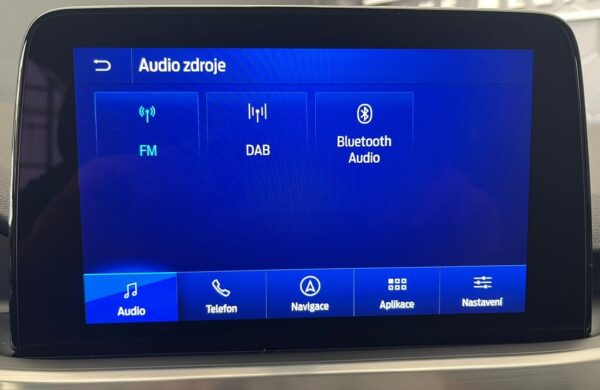 Audio zdroje
FM
DAB
Bluetooth
Audio
Audio
Telefon
Navigace
Aplikace
Nastavení